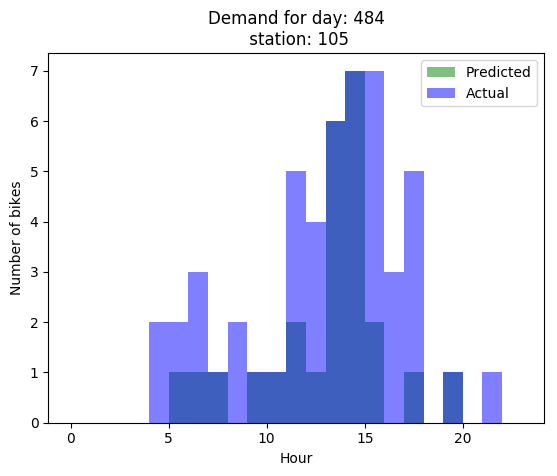 Demand for day: 484
station: 105
Predicted
Actual
Number of bikes
7
6
5
4
3
2
1
0
0 5 10 15 20
Hour